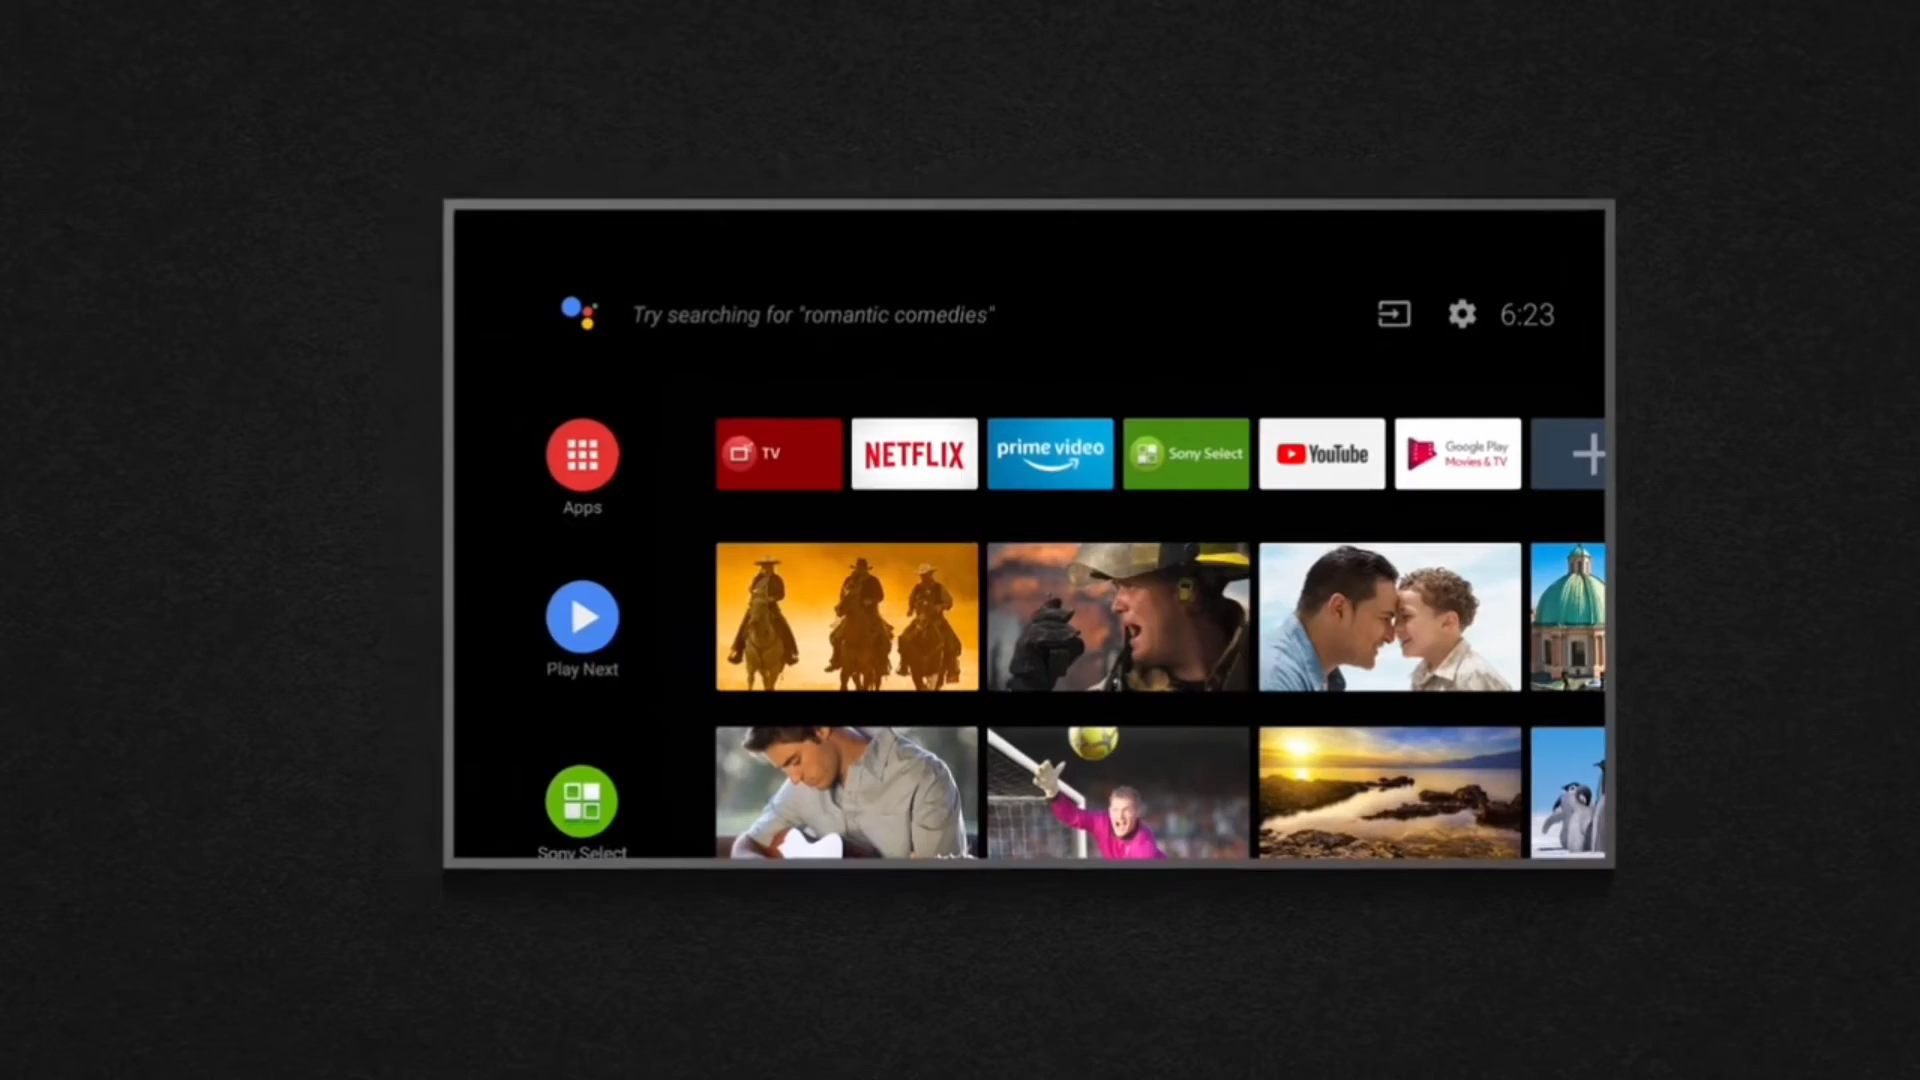 Try searching for "romantic comedies"
6:23
TV
NETFLIX
prime video
Sony Select
YouTube
Google Play
Movies & TV
Apps
Play Next
Sony Select